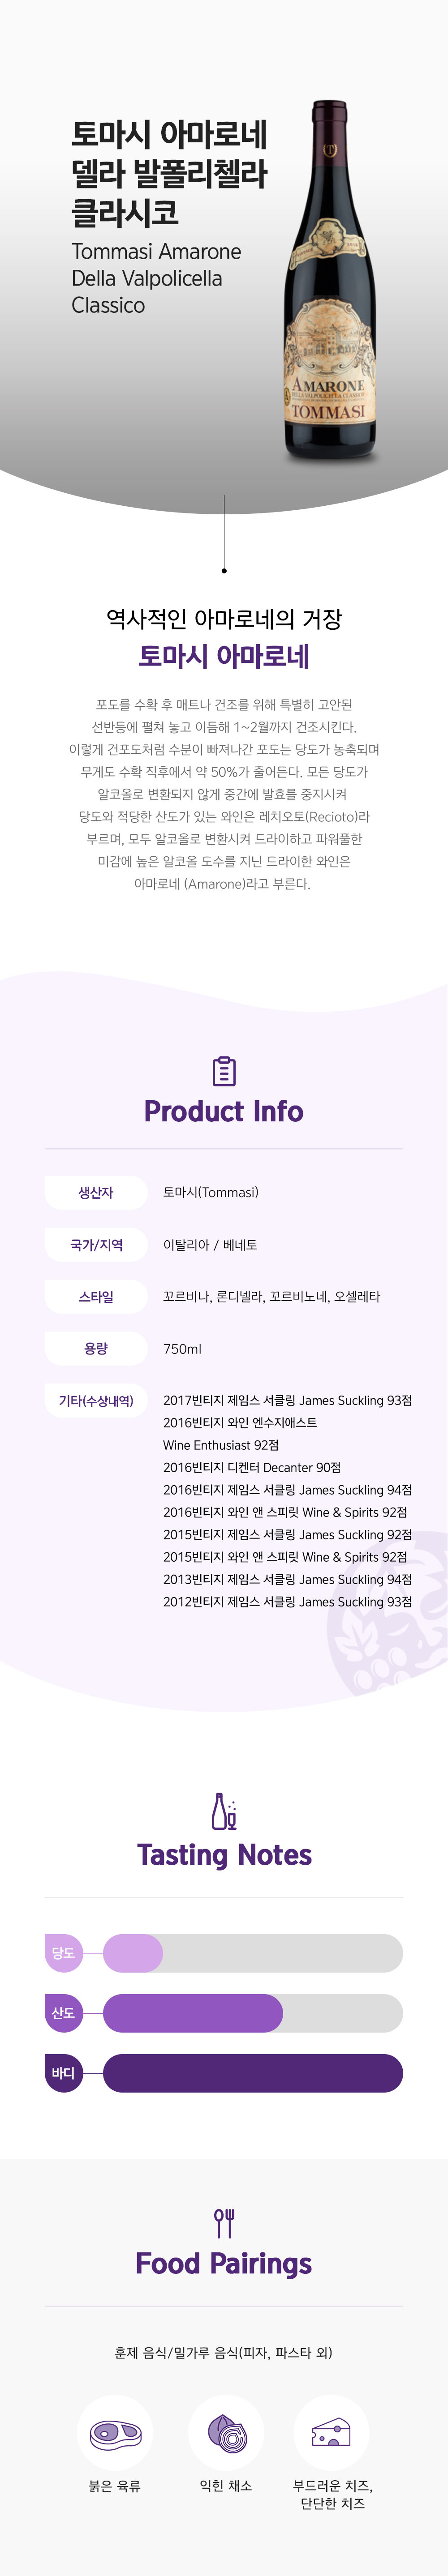 토마시 아마로네
델라 발폴리첼라
클라시코
Tommasi Amarone
Della Valpolicella
Classico
AMARONE
DELLA VALPOLICELLA CLASSICO
TOMMASI
역사적인 아마로네의 거장
토마시 아마로네
포도를 수확 후 매트나 건조를 위해 특별히 고안된
선반등에 펼쳐 놓고 이듬해 1~2월까지 건조시킨다.
이렇게 건포도처럼 수분이 빠져나간 포도는 당도가 농축되며
무게도 수확 직후에서 약 50%가 줄어든다. 모든 당도가
알코올로 변환되지 않게 중간에 발효를 중지시켜
당도와 적당한 산도가 있는 와인은 레치오토(Recioto)라
부르며, 모두 알코올로 변환시켜 드라이하고 파워풀한
미감에 높은 알코올 도수를 지닌 드라이한 와인은
아마로네 (Amarone)라고 부른다.
Product Info
생산자 토마시(Tommasi)
국가/지역 이탈리아 / 베네토
스타일 꼬르비나, 론디넬라, 꼬르비노네, 오셀레타
용량 750ml
기타(수상내역) 2017빈티지 제임스 서클링 James Suckling 93점
2016빈티지 와인 엔수지애스트
Wine Enthusiast 92점
2016빈티지 디켄터 Decanter 90점
2016빈티지 제임스 서클링 James Suckling 94점
2016빈티지 와인 앤 스피릿 Wine & Spirits 92점
2015빈티지 제임스 서클링 James Suckling 92점
2015빈티지 와인 앤 스피릿 Wine & Spirits 92점
2013빈티지 제임스 서클링 James Suckling 94점
2012빈티지 제임스 서클링 James Suckling 93점
Tasting Notes
당도
산도
바디
Food Pairings
훈제 음식/밀가루 음식(피자, 파스타 외)
붉은 육류
익힌 채소
부드러운 치즈,
단단한 치즈